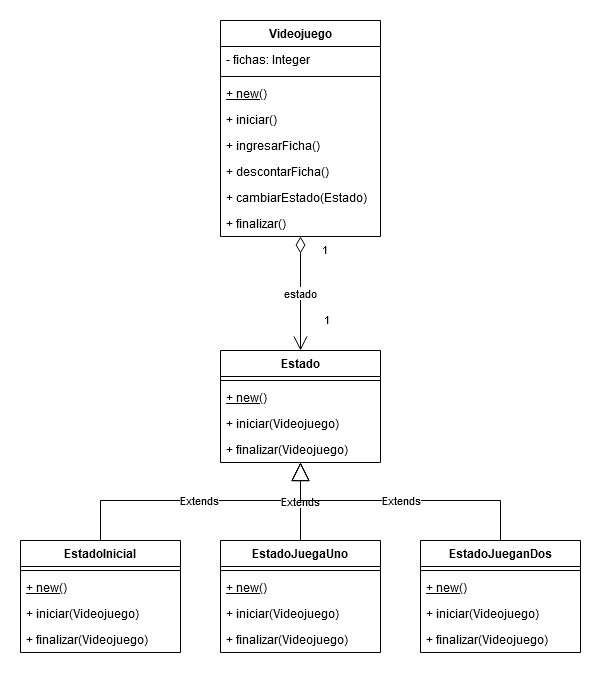 Videojuego
- fichas: Integer
+ new()
+ iniciar()
+ ingresarFicha()
+ descontarFicha()
+ cambiarEstado(Estado)
+ finalizar()
1
estado
1
Estado
+ new()
+ iniciar(Videojuego)
+ finalizar(Videojuego)
Extends
Extends
Extends
EstadoInicial
+ new()
+ iniciar(Videojuego)
+ finalizar(Videojuego)
EstadoJuegaUno
+ new()
+ iniciar(Videojuego)
+ finalizar(Videojuego)
EstadoJueganDos
+ new()
+ iniciar(Videojuego)
+ finalizar(Videojuego)